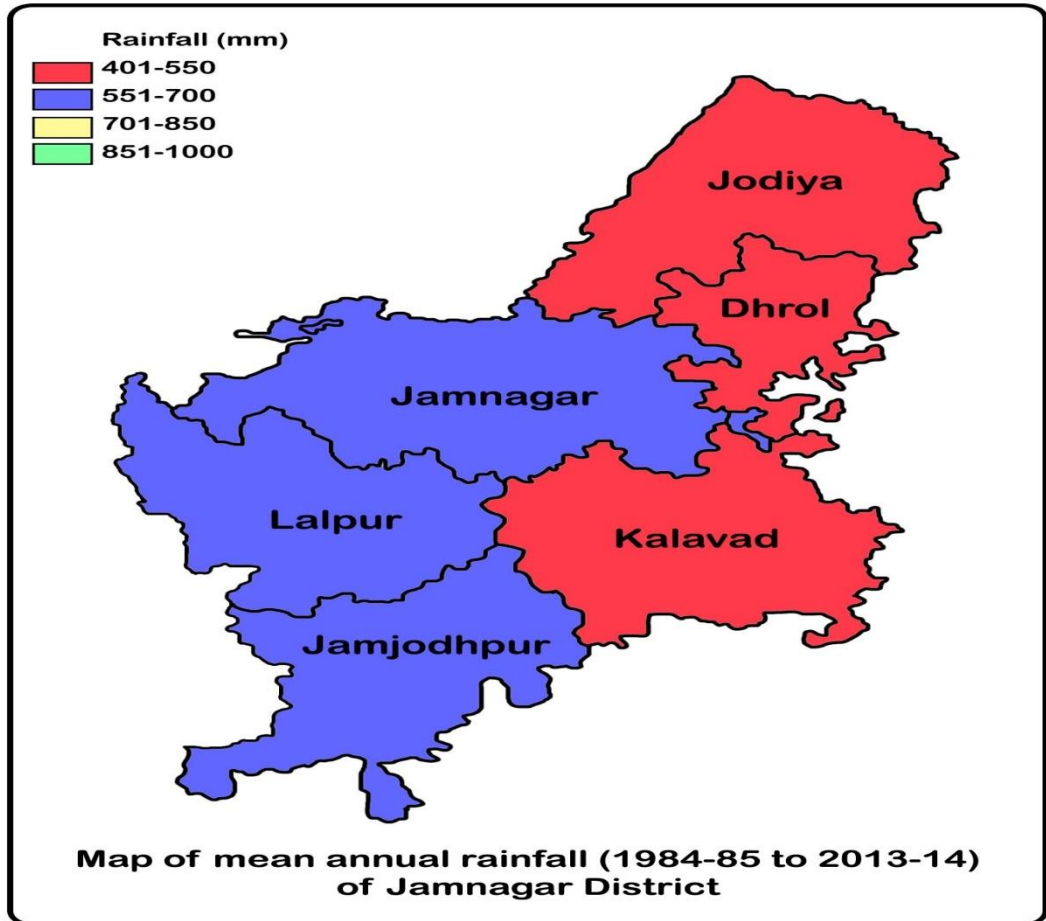 Rainfall (mm)
401-550
551-700
701-850
851-1000
Jodiya
Dhrol
Jamnagar
Lalpur
Kalavad
Jamjodhpur
Map of mean annual rainfall (1984-85 to 2013-14)
of Jamnagar District